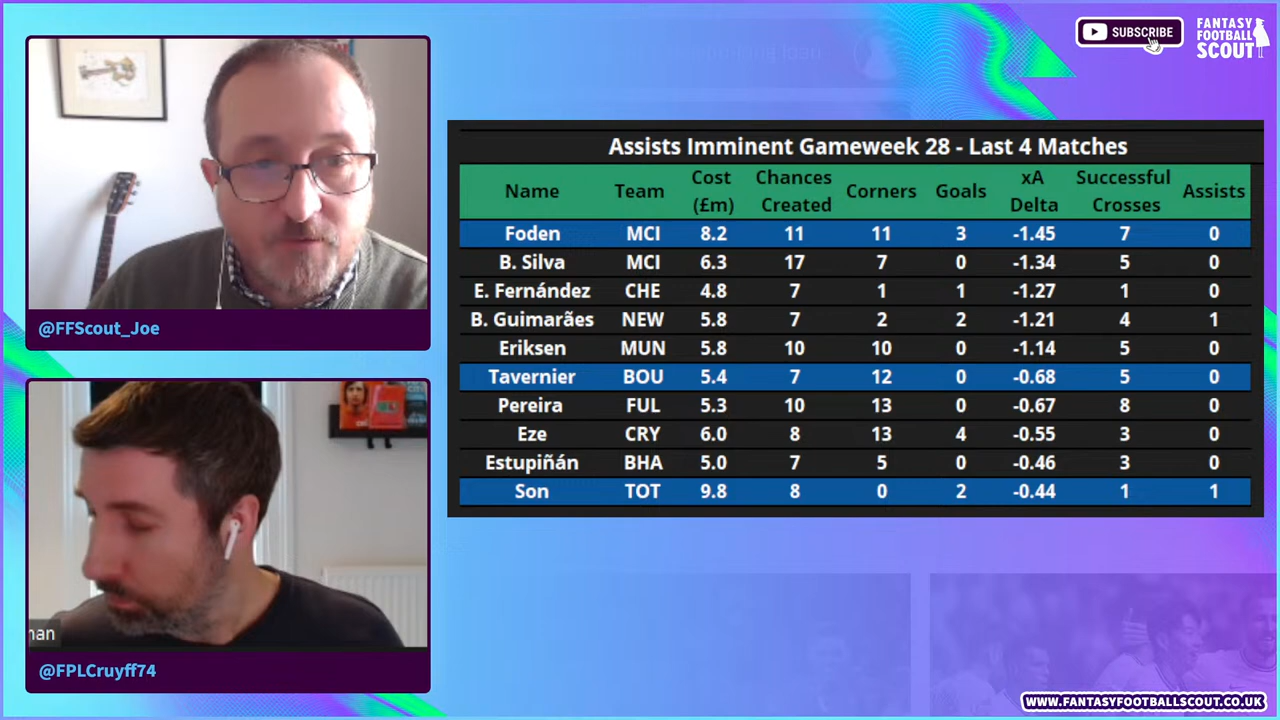 SUBSCRIBE
FANTASY
FOOTBALL
SCOUT
@FFScout_Joe
nan
@FPLCruyff74
Assists Imminent Gameweek 28 - Last 4 Matches
Name Team Cost (£m) Chances Created Corners Goals xA Delta Successful Crosses Assists
Foden MCI 8.2 11 11 3 -1.45 7 0
B. Silva MCI 6.3 17 7 0 -1.34 5 0
E. Fernández CHE 4.8 7 1 1 -1.27 1 0
B. Guimarães NEW 5.8 7 2 2 -1.21 4 1
Eriksen MUN 5.8 10 10 0 -1.14 5 0
Tavernier BOU 5.4 7 12 0 -0.68 5 0
Pereira FUL 5.3 10 13 0 -0.67 8 0
Eze CRY 6.0 8 13 4 -0.55 3 0
Estupiñán BHA 5.0 7 5 0 -0.46 3 0
Son TOT 9.8 8 0 2 -0.44 1 1
WWW.FANTASYFOOTBALLSCOUT.CO.UK